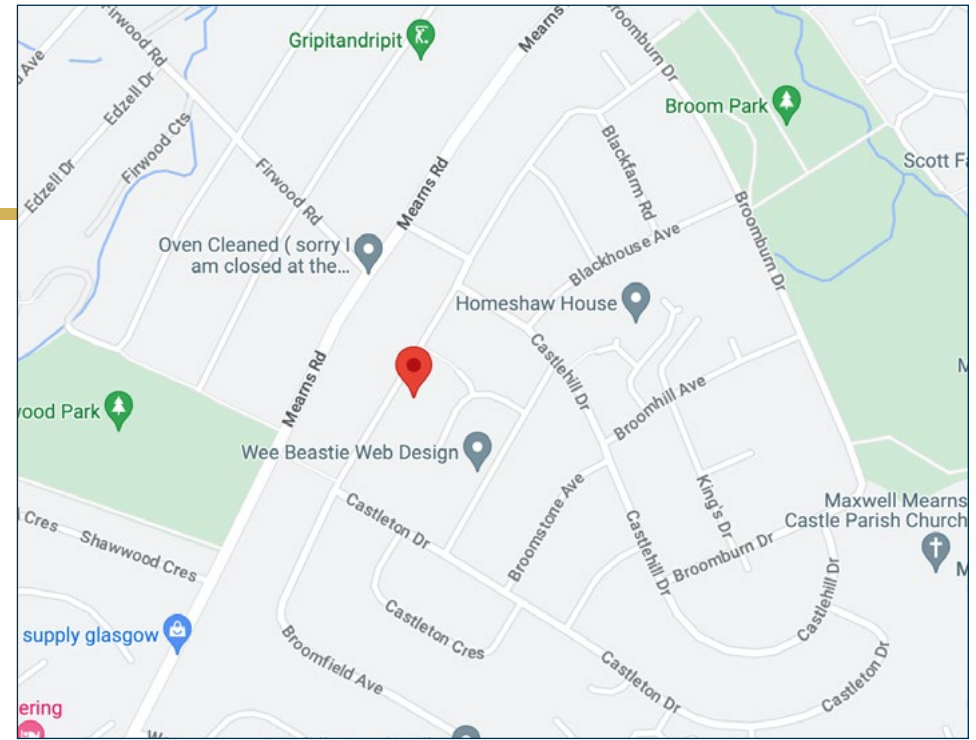 Firwood Rd
Gripitandripit
Mearns
Broomburn Dr
Ave
Edzell Dr
Broom Park
Firwood Cts
Edzell Dr
Firwood Rd
Mearns Rd
Blackfarm Rd
Scott
Oven Cleaned ( sorry I
am closed at the...
Blackhouse Ave
Broomburn Dr
Homeshaw House
Castlehill Dr
Mearns Rd
Broomhill Ave
wood Park
Wee Beastie Web Design
Cres
Shawwood Cres
Castleton Dr
Broomstone Ave
King's Dr
Castlehill Dr
Maxwell Mearns
Castle Parish Church
Broomburn Dr
Castlehill Dr
supply glasgow
Castleton Cres
Broomfield Ave
Castleton Dr
Castleton Dr
ering